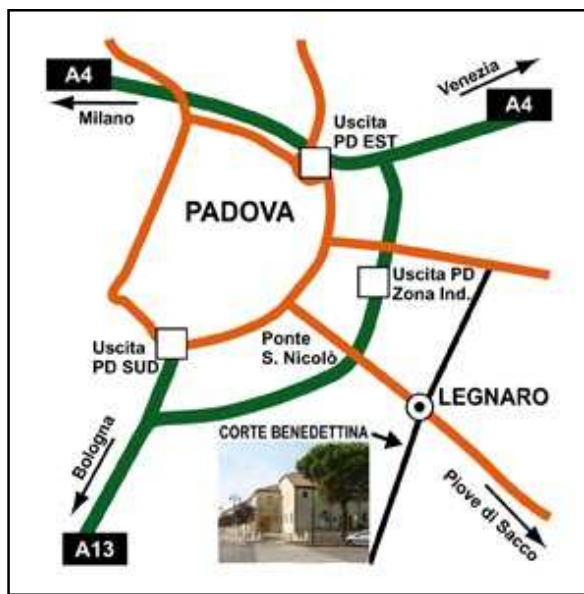 A4
Milano
Venezia
A4
Uscita
PD EST
PADOVA
Uscita PD
Zona Ind.
Uscita
PD SUD
Ponte
S. Nicolò
LEGNARO
CORTE BENEDETTINA
Bologna
Piove di Sacco
A13